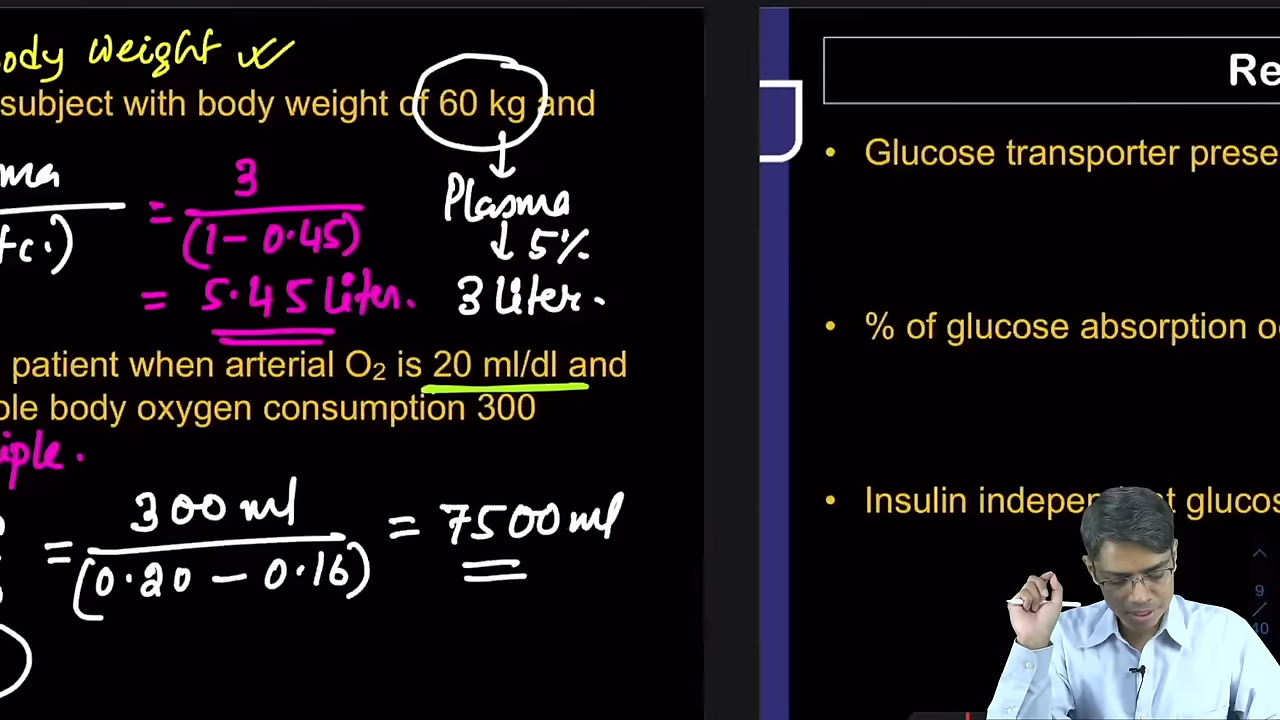 ody weight
subject with body weight of 60 kg and
3
= (1- 0.45)
= 5.45 Liter.
Plasma
↓ 5%
3 Liter.
patient when arterial O₂ is 20 ml/dl and
ole body oxygen consumption 300
iple.
300 ml
= (0.20 - 0.16) = 7500 ml
Re
• Glucose transporter prese
• % of glucose absorption o
• Insulin indepen t glucos
9
/
40